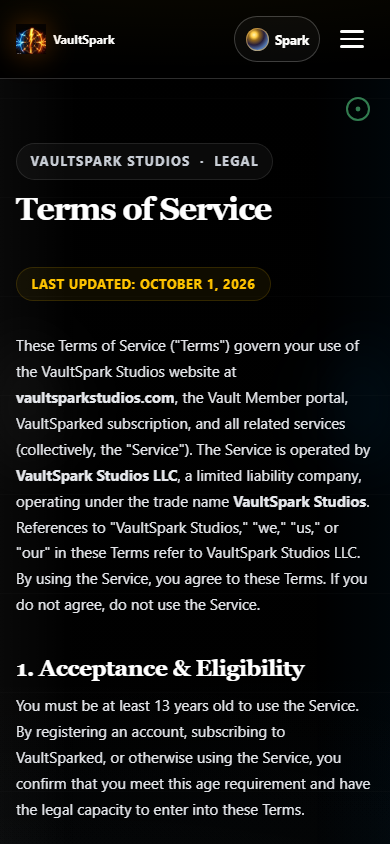 VaultSpark
Spark
VAULTSPARK STUDIOS · LEGAL
Terms of Service
LAST UPDATED: OCTOBER 1, 2026
These Terms of Service ("Terms") govern your use of
the VaultSpark Studios website at
vaultsparkstudios.com, the Vault Member portal,
VaultSparked subscription, and all related services
(collectively, the "Service"). The Service is operated by
VaultSpark Studios LLC, a limited liability company,
operating under the trade name VaultSpark Studios.
References to "VaultSpark Studios," "we," "us," or
"our" in these Terms refer to VaultSpark Studios LLC.
By using the Service, you agree to these Terms. If you
do not agree, do not use the Service.
1. Acceptance & Eligibility
You must be at least 13 years old to use the Service.
By registering an account, subscribing to
VaultSparked, or otherwise using the Service, you
confirm that you meet this age requirement and have
the legal capacity to enter into these Terms.